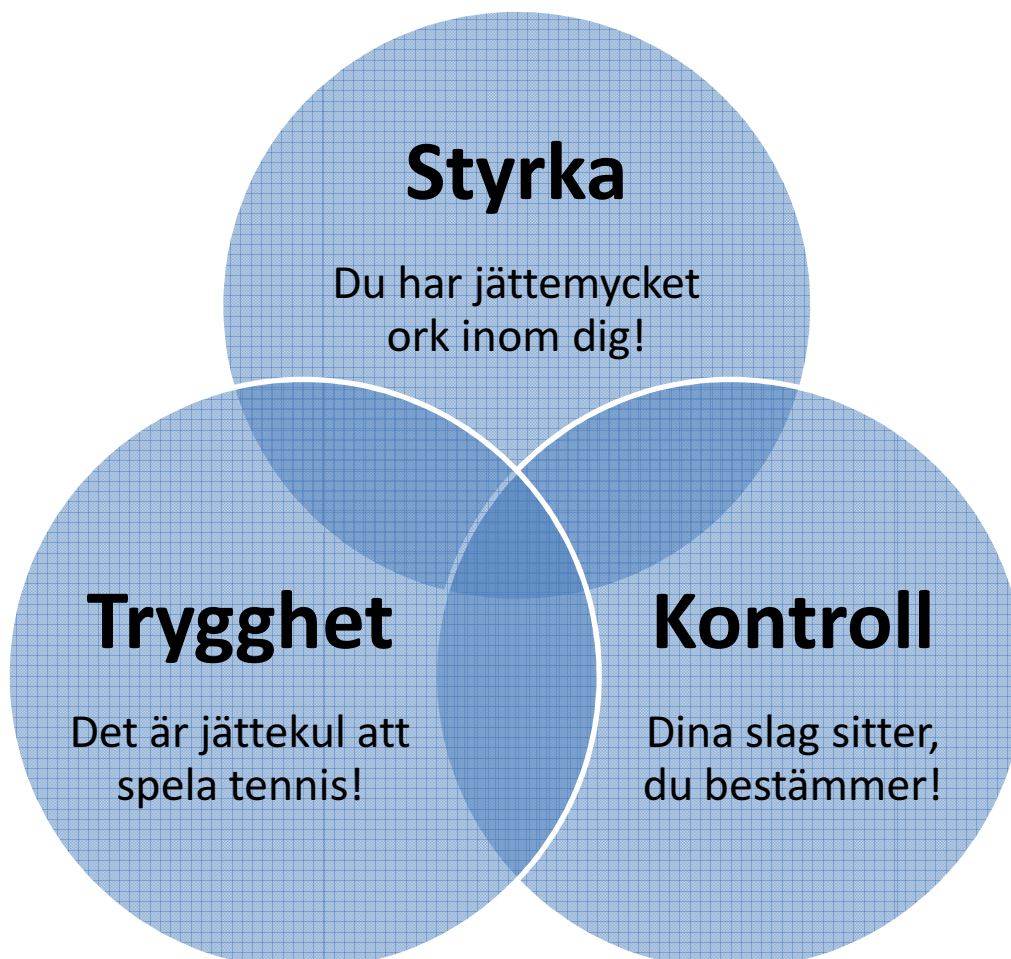 Styrka
Du har jättemycket
ork inom dig!
Trygghet
Det är jättekul att
spela tennis!
Kontroll
Dina slag sitter,
du bestämmer!